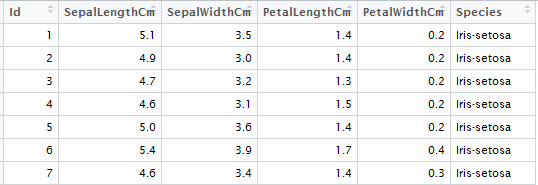 Id SepalLengthCm SepalWidthCm PetalLengthCm PetalWidthCm Species
1 5.1 3.5 1.4 0.2 Iris-setosa
2 4.9 3.0 1.4 0.2 Iris-setosa
3 4.7 3.2 1.3 0.2 Iris-setosa
4 4.6 3.1 1.5 0.2 Iris-setosa
5 5.0 3.6 1.4 0.2 Iris-setosa
6 5.4 3.9 1.7 0.4 Iris-setosa
7 4.6 3.4 1.4 0.3 Iris-setosa